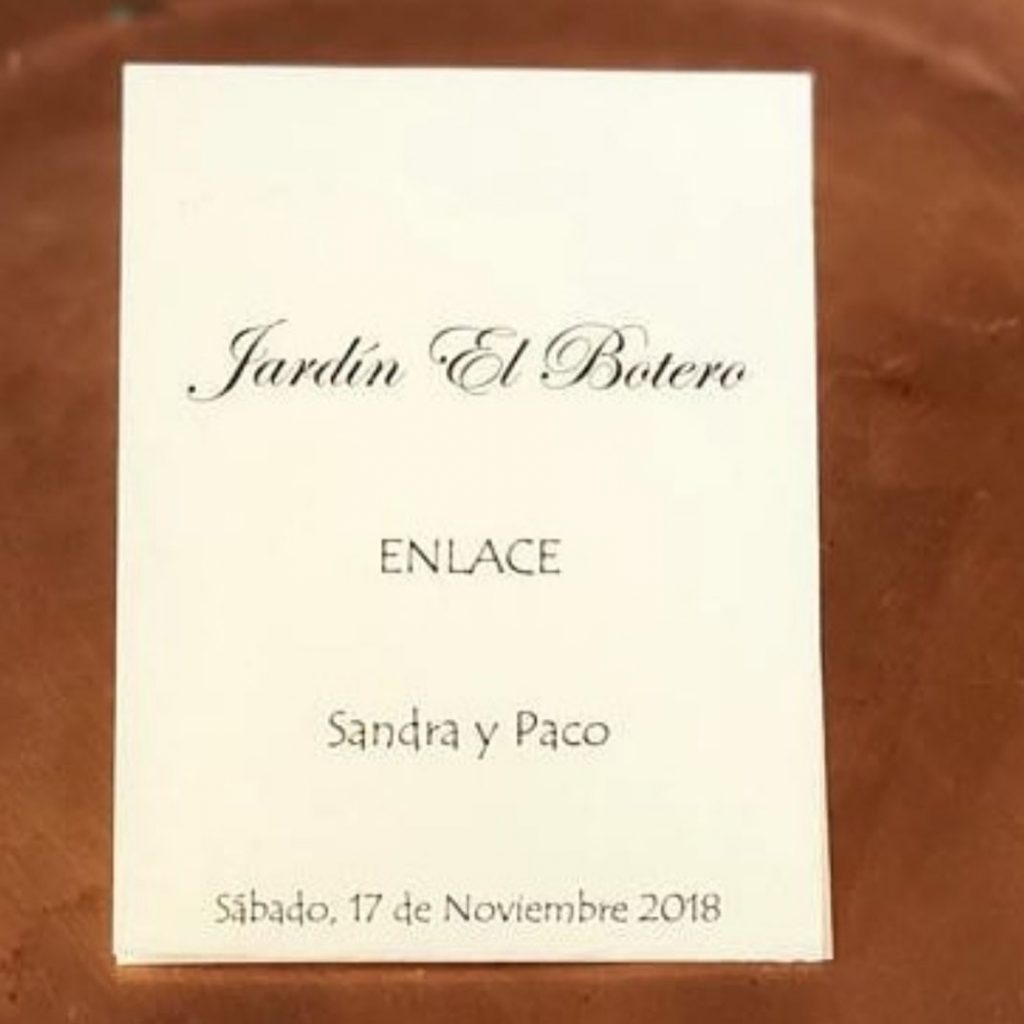 Jardín El Botero
ENLACE
Sandra y Paco
Sábado, 17 de Noviembre 2018